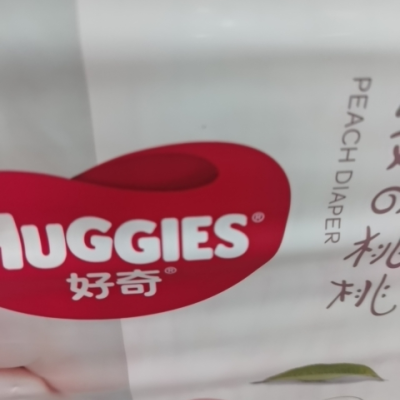 HUGGIES®
好奇®
PEACH DIAPER
桃桃